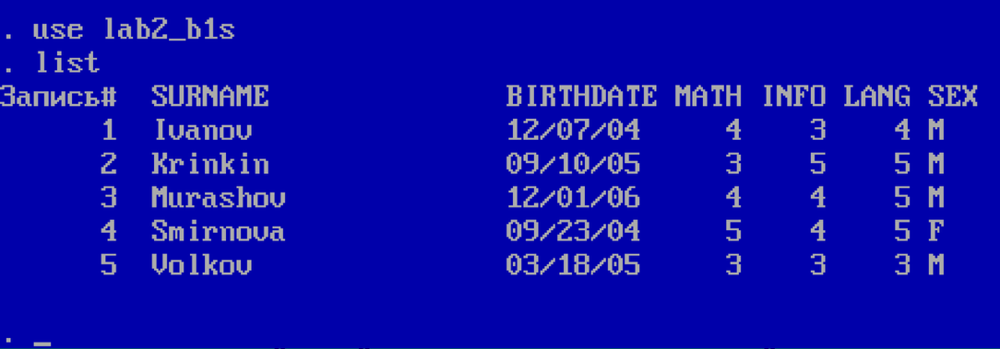 . use lab2_b1s
. list
Запись# SURNAME BIRTHDATE MATH INFO LANG SEX
1 Ivanov 12/07/04 4 3 4 M
2 Krinkin 09/10/05 3 5 5 M
3 Murashov 12/01/06 4 4 5 M
4 Smirnova 09/23/04 5 4 5 F
5 Volkov 03/18/05 3 3 3 M
. _